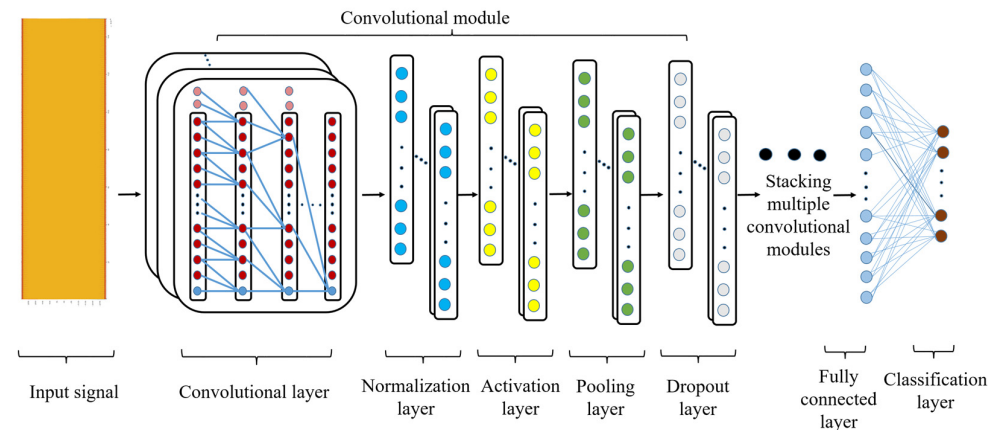 Convolutional module
Stacking
multiple
convolutional
modules
Input signal
Convolutional layer
Normalization
layer
Activation
layer
Pooling
layer
Dropout
layer
Fully
connected
layer
Classification
layer